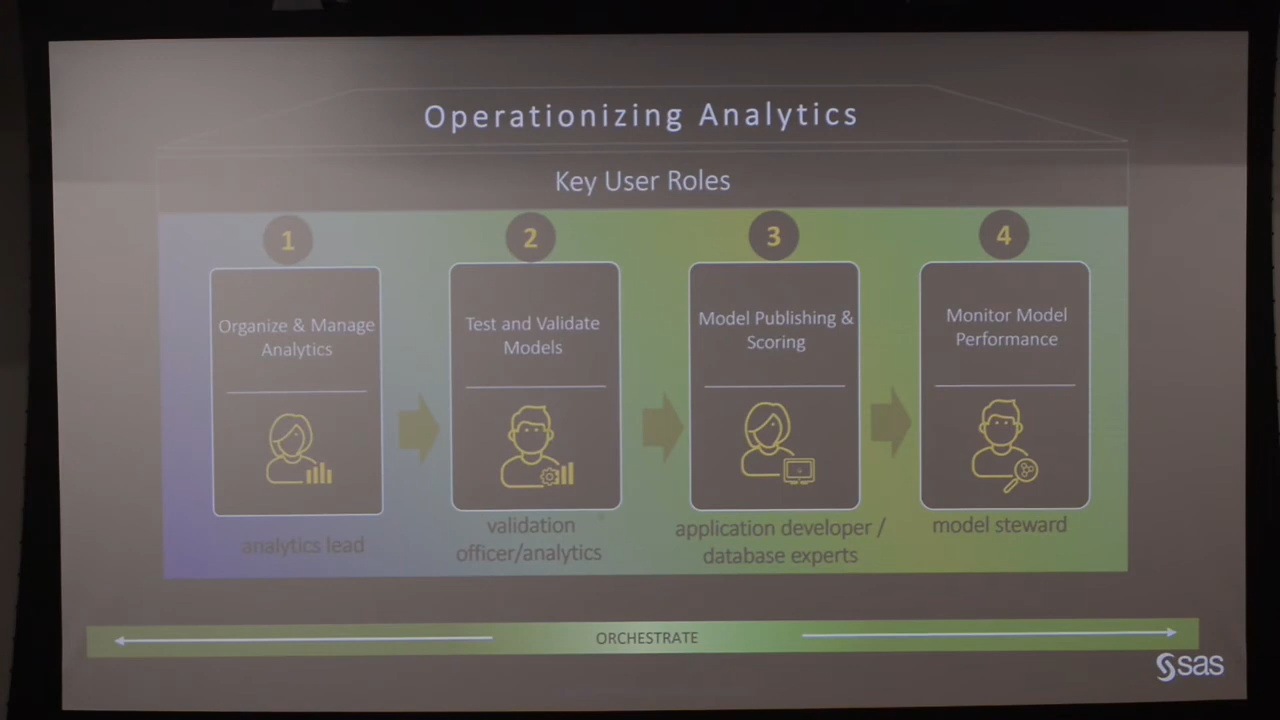 Operationizing Analytics
Key User Roles
1
2
3
4
Organize & Manage
Analytics
Test and Validate
Models
Model Publishing &
Scoring
Monitor Model
Performance
analytics lead
validation
officer/analytics
application developer /
database experts
model steward
ORCHESTRATE
sas